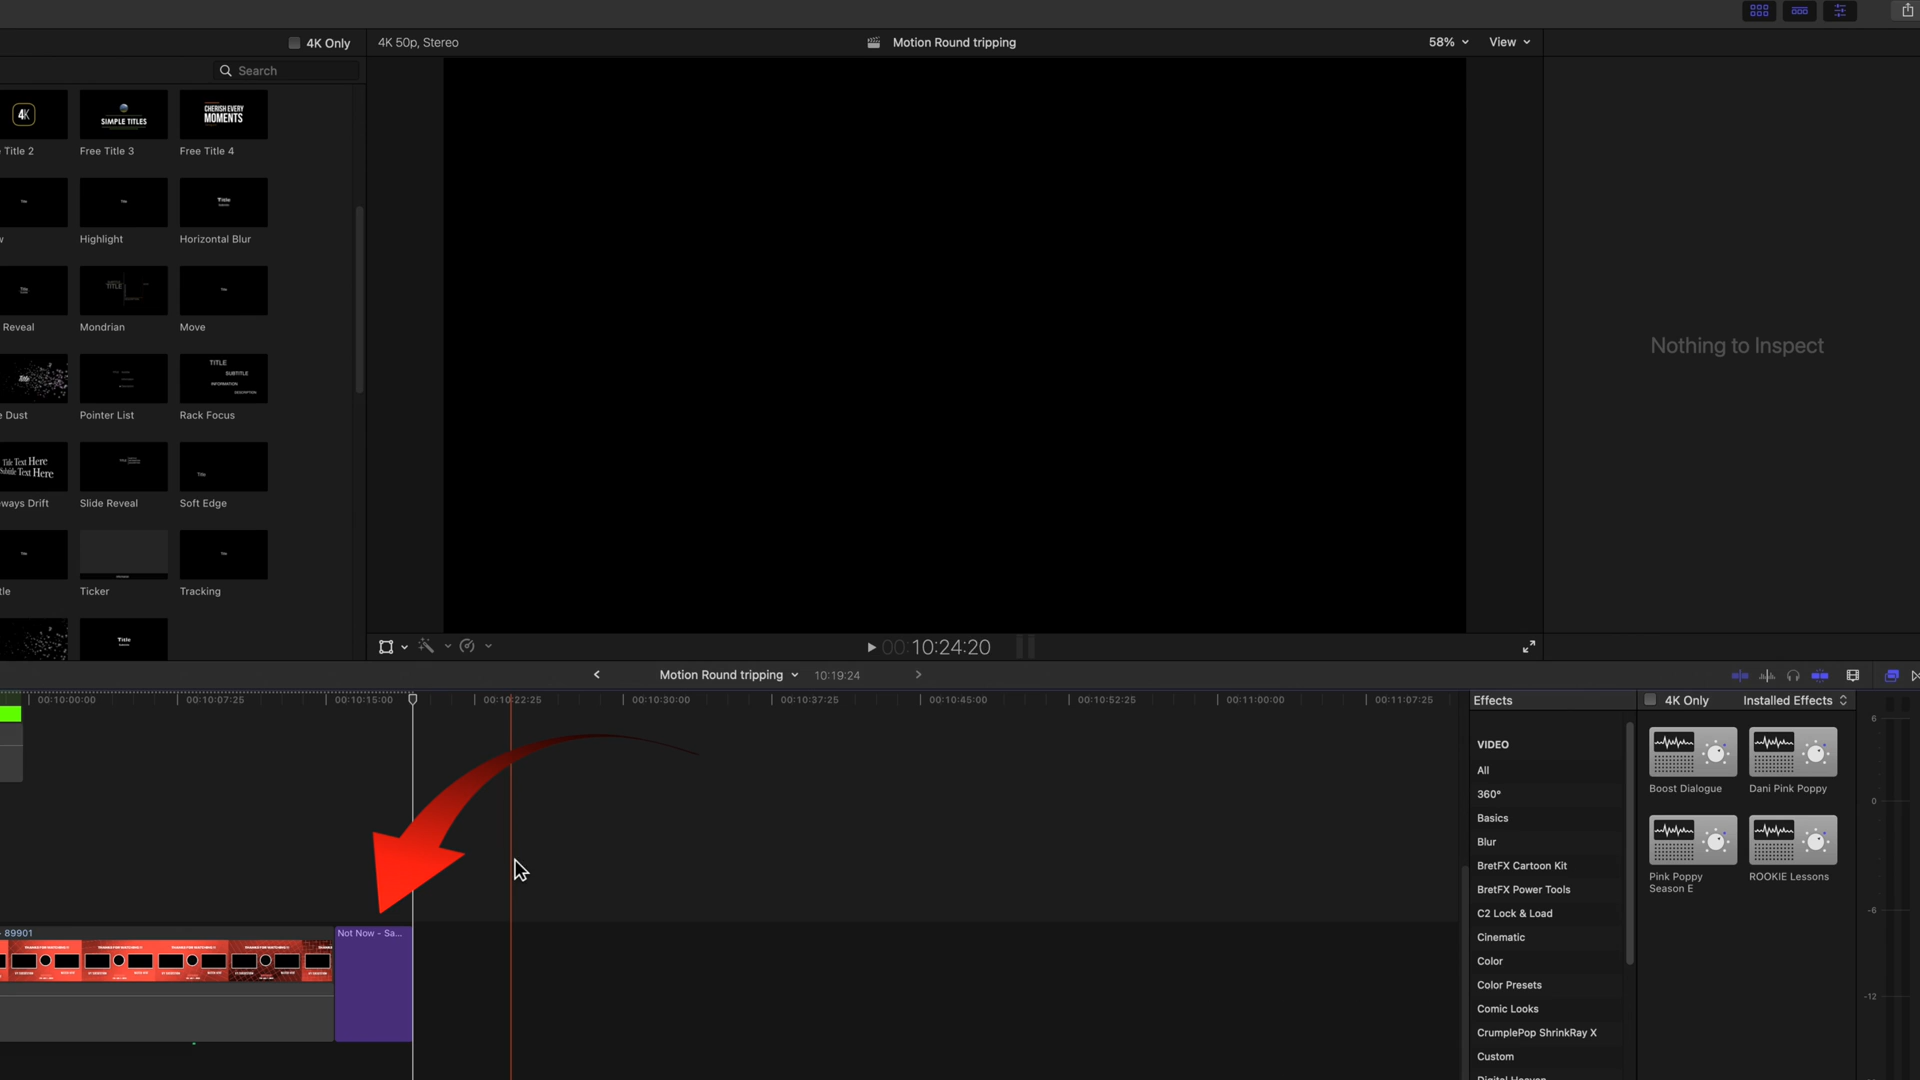 4K Only
4K 50p, Stereo
Motion Round tripping
58%
View
Search
4K
SIMPLE TITLES
CHERISH EVERY
MOMENTS
Title 2
Free Title 3
Free Title 4
Title
Highlight
Horizontal Blur
Reveal
Mondrian
Move
TITLE
SUBTITLE
INFORMATION
DESCRIPTION
Dust
Pointer List
Rack Focus
Title Text Here
Subtitle Text Here
ways Drift
Slide Reveal
Soft Edge
tle
Ticker
Tracking
Title
Nothing to Inspect
00:10:24:20
Motion Round tripping
10:19:24
00:10:00:00
00:10:07:25
00:10:15:00
00:10:22:25
00:10:30:00
00:10:37:25
00:10:45:00
00:10:52:25
00:11:00:00
00:11:07:25
- 89901
Not Now - Sa...
Effects
4K Only
Installed Effects
VIDEO
All
360°
Basics
Blur
BretFX Cartoon Kit
BretFX Power Tools
C2 Lock & Load
Cinematic
Color
Color Presets
Comic Looks
CrumplePop ShrinkRay X
Custom
Boost Dialogue
Dani Pink Poppy
Pink Poppy
Season E
ROOKIE Lessons
6
0
-6
-12